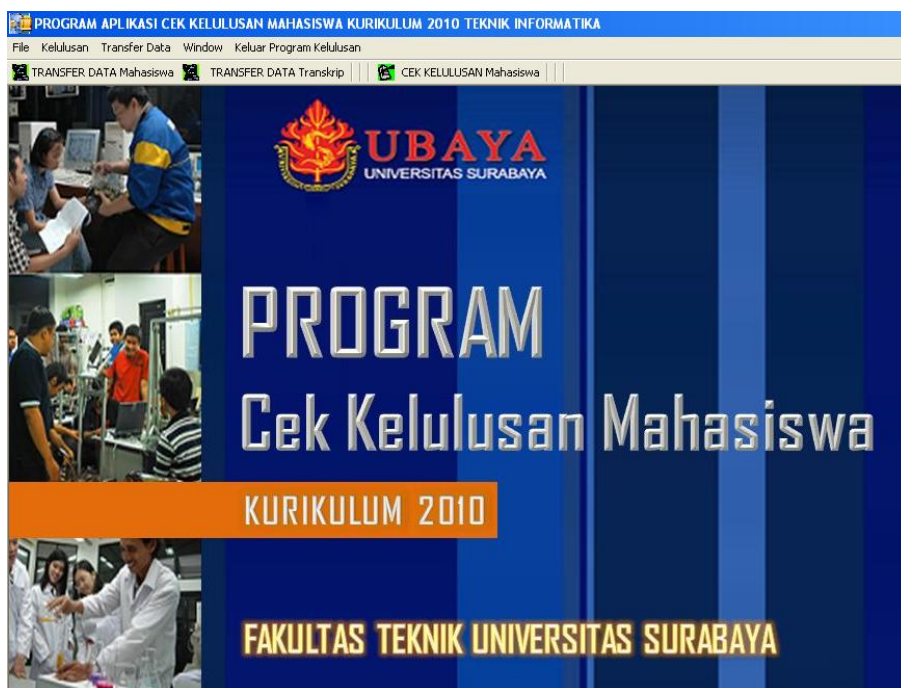 PROGRAM APLIKASI CEK KELULUSAN MAHASISWA KURIKULUM 2010 TEKNIK INFORMATIKA
File Kelulusan Transfer Data Window Keluar Program Kelulusan
TRANSFER DATA Mahasiswa TRANSFER DATA Transkrip CEK KELULUSAN Mahasiswa
UBAYA
UNIVERSITAS SURABAYA
PROGRAM
Cek Kelulusan Mahasiswa
KURIKULUM 2010
FAKULTAS TEKNIK UNIVERSITAS SURABAYA